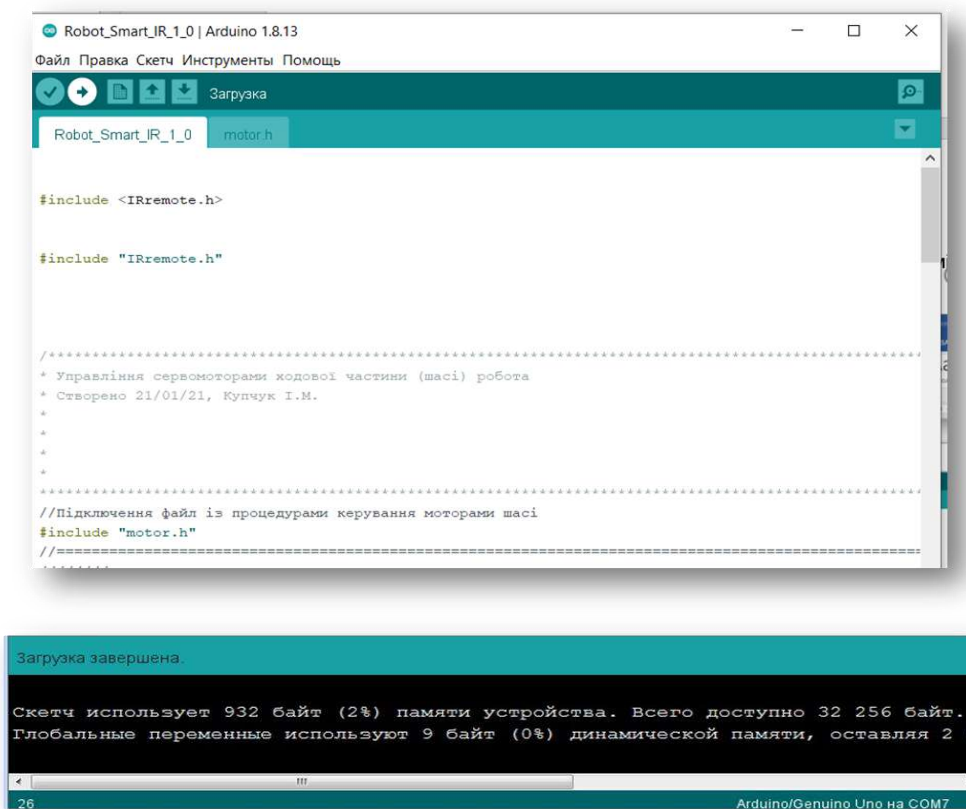 Robot_Smart_IR_1_0 | Arduino 1.8.13
Файл Правка Скетч Инструменты Помощь
Загрузка
Robot_Smart_IR_1_0 motor.h
#include <IRremote.h>
#include "IRremote.h"
/****************************************************************************************
* Управління сервомоторами ходової частини (шасі) робота
* Створено 21/01/21, Купчук І.М.
*
*
*
*
****************************************************************************************
//Підключення файл із процедурами керування моторами шасі
#include "motor.h"
//======================================================================================
Загрузка завершена.
Скетч использует 932 байт (2%) памяти устройства. Всего доступно 32 256 байт.
Глобальные переменные используют 9 байт (0%) динамической памяти, оставляя 2
26 Arduino/Genuino Uno на COM7